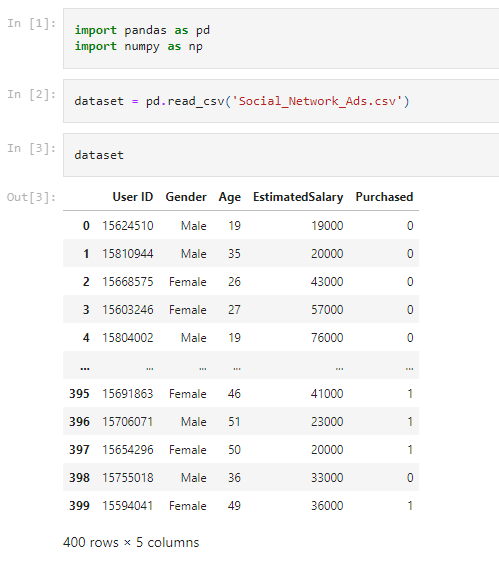 In [1]: import pandas as pd
import numpy as np
In [2]: dataset = pd.read_csv('Social_Network_Ads.csv')
In [3]: dataset
Out[3]: User ID Gender Age EstimatedSalary Purchased
0 15624510 Male 19 19000 0
1 15810944 Male 35 20000 0
2 15668575 Female 26 43000 0
3 15603246 Female 27 57000 0
4 15804002 Male 19 76000 0
... ... ... ... ... ...
395 15691863 Female 46 41000 1
396 15706071 Male 51 23000 1
397 15654296 Female 50 20000 1
398 15755018 Male 36 33000 0
399 15594041 Female 49 36000 1
400 rows × 5 columns